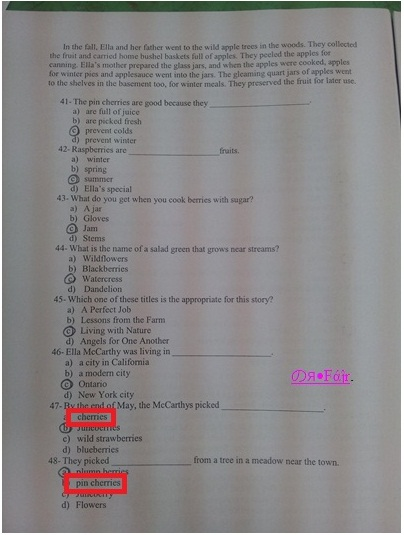 In the fall, Ella and her father went to the wild apple trees in the woods. They collected
the fruit and carried home bushel baskets full of apples. They peeled the apples for
canning. Ella's mother prepared the glass jars, and when the apples were cooked, apples
for winter pies and applesauce went into the jars. The gleaming quart jars of apples went
to the shelves in the basement too, for winter meals. They preserved the fruit for later use.
41- The pin cherries are good because they ____________________.
a) are full of juice
b) are picked fresh
c) prevent colds
d) prevent winter
42- Raspberries are ____________________ fruits.
a) winter
b) spring
c) summer
d) Ella's special
43- What do you get when you cook berries with sugar?
a) A jar
b) Gloves
c) Jam
d) Stems
44- What is the name of a salad green that grows near streams?
a) Wildflowers
b) Blackberries
c) Watercress
d) Dandelion
45- Which one of these titles is the appropriate for this story?
a) A Perfect Job
b) Lessons from the Farm
c) Living with Nature
d) Angels for One Another
46- Ella McCarthy was living in ____________________.
a) a city in California
b) a modern city
c) Ontario
d) New York city
47- By the end of May, the McCarthys picked ____________________.
a) cherries
b) Juneberries
c) wild strawberries
d) blueberries
48- They picked ____________________ from a tree in a meadow near the town.
a) plump berries
b) pin cherries
c) Juneberry
d) Flowers